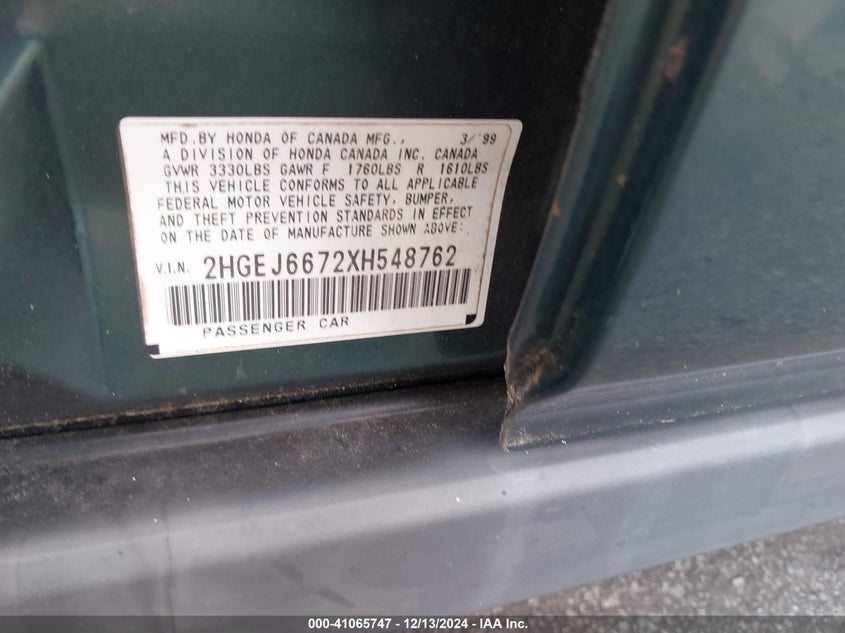 MFD.BY HONDA OF CANADA MFG., 3/'99
A DIVISION OF HONDA CANADA INC. CANADA
GVWR 3330LBS GAWR F 1760LBS R 1610LBS
THIS VEHICLE CONFORMS TO ALL APPLICABLE
FEDERAL MOTOR VEHICLE SAFETY, BUMPER,
AND THEFT PREVENTION STANDARDS IN EFFECT
ON THE DATE OF MANUFACTURE SHOWN ABOVE:
V.I.N. 2HGEJ6672XH548762
PASSENGER CAR
000-41065747 - 12/13/2024 - IAA Inc.